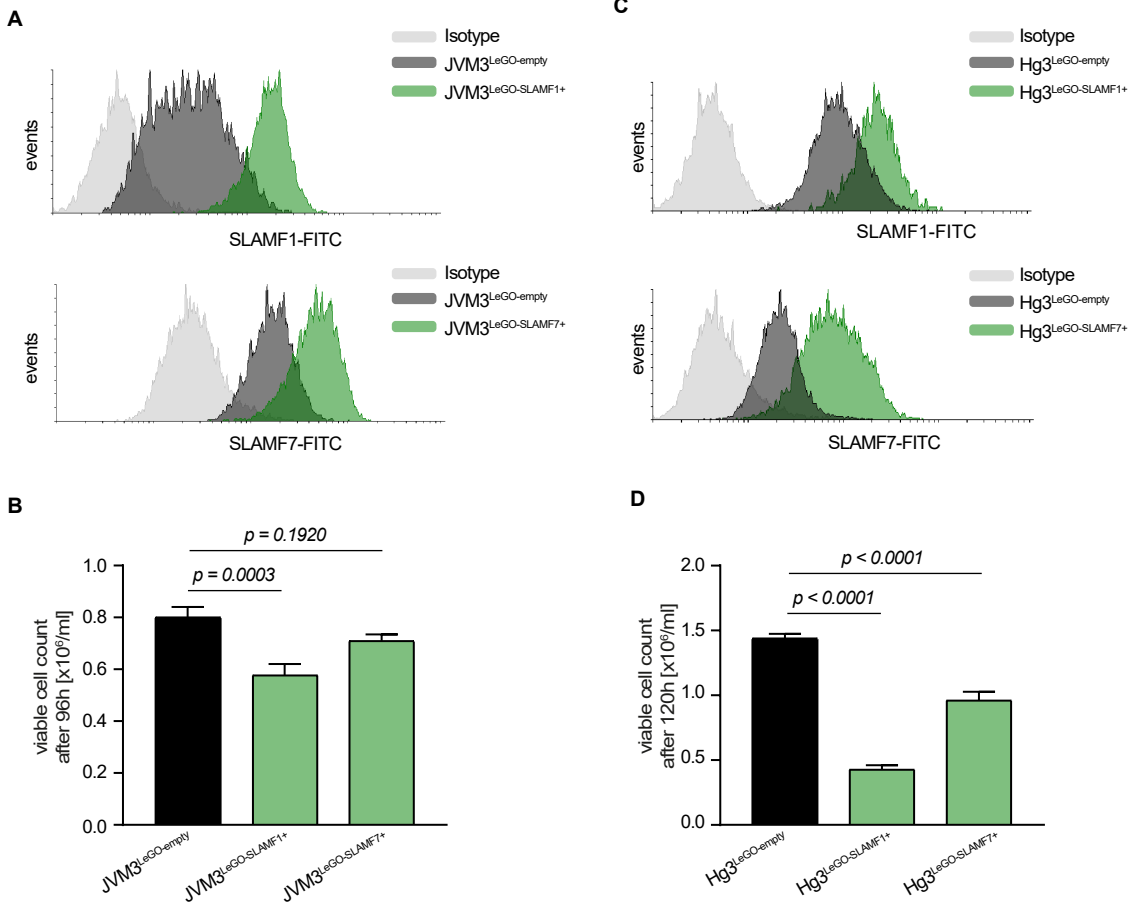 A
Isotype
JVM3LeGO-empty
JVM3LeGO-SLAMF1+
events
SLAMF1-FITC
Isotype
JVM3LeGO-empty
JVM3LeGO-SLAMF7+
events
SLAMF7-FITC
C
Isotype
Hg3LeGO-empty
Hg3LeGO-SLAMF1+
events
SLAMF1-FITC
Isotype
Hg3LeGO-empty
Hg3LeGO-SLAMF7+
events
SLAMF7-FITC
B
p = 0.1920
p = 0.0003
viable cell count
after 96h [x10⁶/ml]
1.0
0.8
0.6
0.4
0.2
0.0
JVM3LeGO-empty
JVM3LeGO-SLAMF1+
JVM3LeGO-SLAMF7+
D
p < 0.0001
p < 0.0001
viable cell count
after 120h [x10⁶/ml]
2.0
1.5
1.0
0.5
0.0
Hg3LeGO-empty
Hg3LeGO-SLAMF1+
Hg3LeGO-SLAMF7+